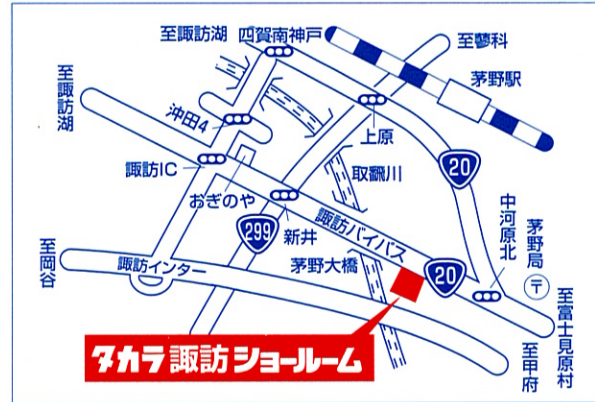 至諏訪湖
四賀南神戸
至蓼科
茅野駅
至諏訪湖
沖田4
上原
諏訪IC
おぎのや
取翻川
20
299
新井
諏訪バイパス
中河原北
茅野局
〒
至岡谷
諏訪インター
茅野大橋
20
至富士見原村
至甲府
タカラ諏訪ショールーム